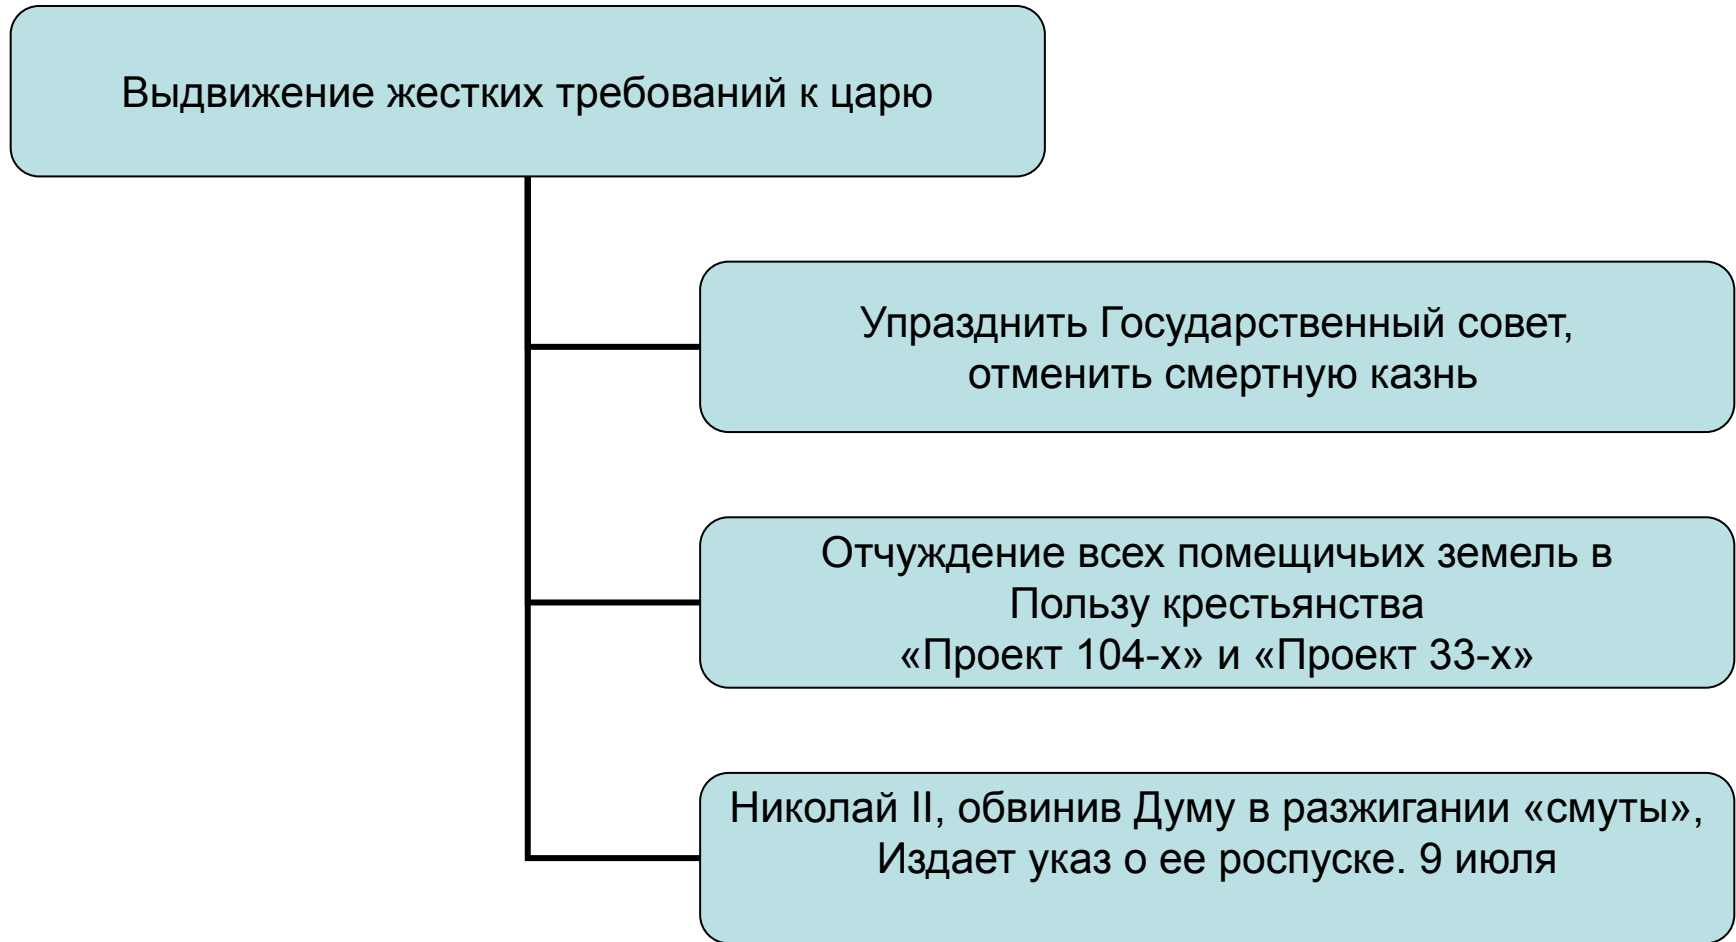 Выдвижение жестких требований к царю
Упразднить Государственный совет,
отменить смертную казнь
Отчуждение всех помещичьих земель в
Пользу крестьянства
«Проект 104-х» и «Проект 33-х»
Николай II, обвинив Думу в разжигании «смуты»,
Издает указ о ее роспуске. 9 июля